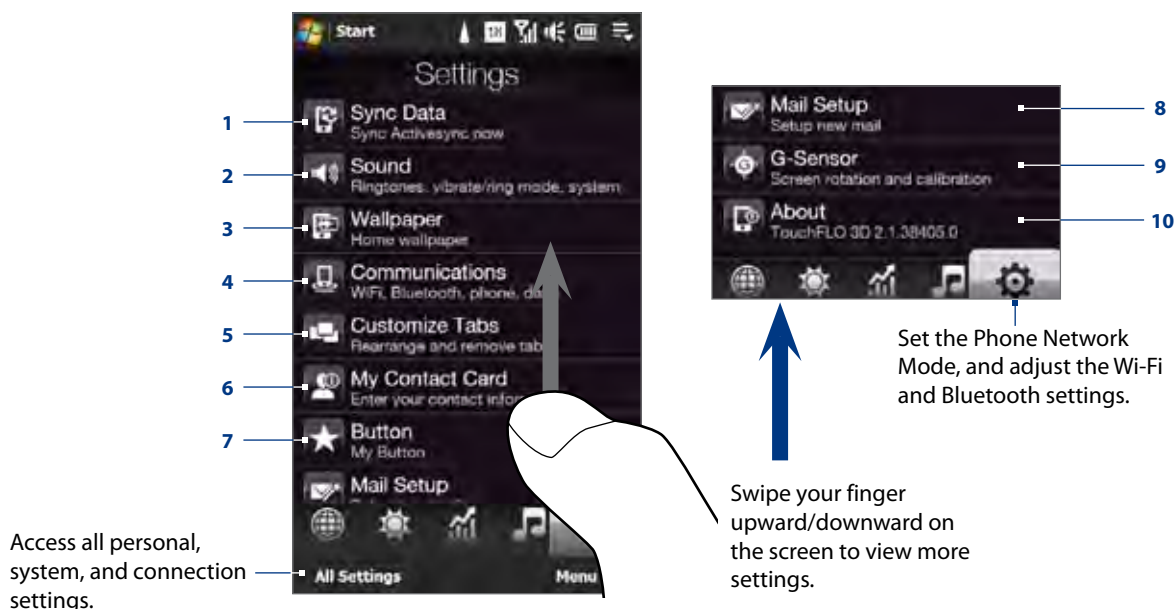 Start
Settings
1
Sync Data
Sync Activesync now
2
Sound
Ringtones, vibrate/ring mode, system
3
Wallpaper
Home wallpaper
4
Communications
WiFi, Bluetooth, phone,
5
Customize Tabs
Rearrange and remove tab
6
My Contact Card
Enter your contact
7
Button
My Button
Mail Setup
All Settings
Menu
Access all personal,
system, and connection
settings.
Mail Setup
Setup new mail
8
G-Sensor
Screen rotation and calibration
9
About
TouchFLO 3D 2.1.38405.0
10
Set the Phone Network
Mode, and adjust the Wi-Fi
and Bluetooth settings.
Swipe your finger
upward/downward on
the screen to view more
settings.